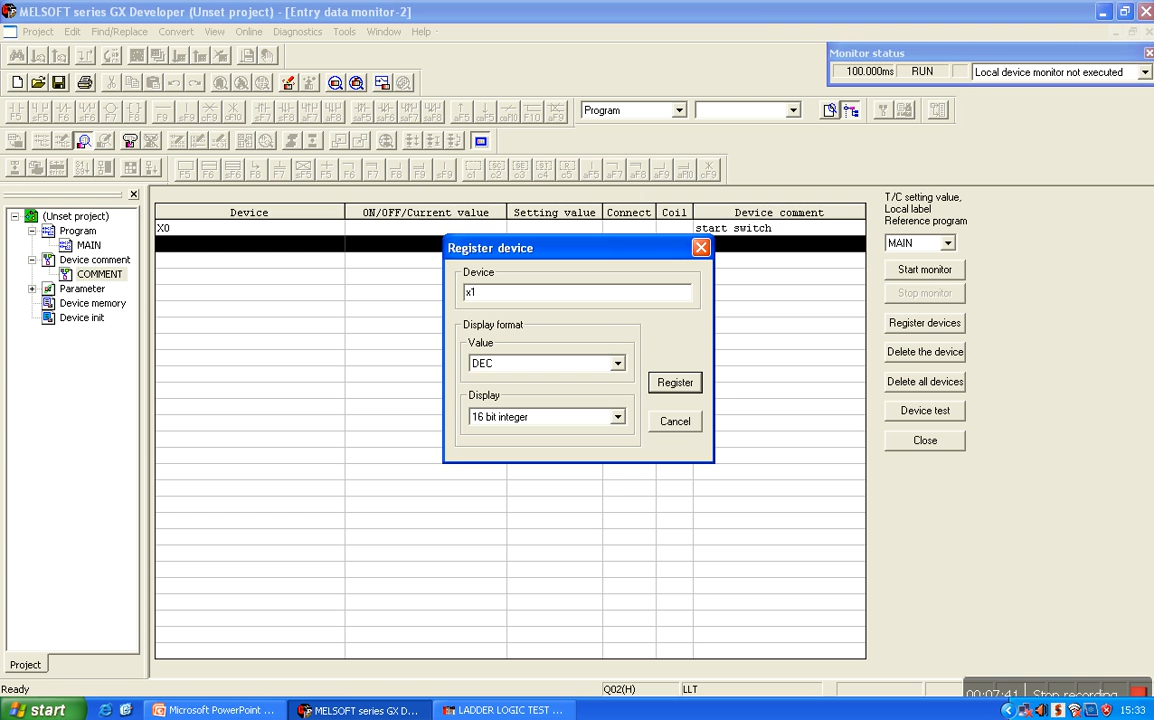 MELSOFT series GX Developer (Unset project) - [Entry data monitor-2]
Project Edit Find/Replace Convert View Online Diagnostics Tools Window Help
Monitor status
100.000ms RUN Local device monitor not executed
Program
(Unset project)
Program
MAIN
Device comment
COMMENT
Parameter
Device memory
Device init
Project
Device ON/OFF/Current value Setting value Connect Coil Device comment
X0 start switch
Register device
Device
x1
Display format
Value
DEC
Display
16 bit integer
Register
Cancel
T/C setting value,
Local label
Reference program
MAIN
Start monitor
Stop monitor
Register devices
Delete the device
Delete all devices
Device test
Close
Ready Q02(H) LLT
00:07:41 Stop recording
start Microsoft PowerPoint ... MELSOFT series GX D... LADDER LOGIC TEST ... 15:33